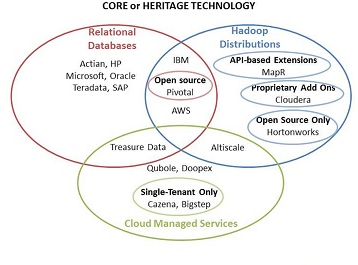 CORE or HERITAGE TECHNOLOGY
Relational
Databases
Actian, HP
Microsoft, Oracle
Teradata, SAP
IBM
Open source
Pivotal
AWS
Hadoop
Distributions
API-based Extensions
MapR
Proprietary Add Ons
Cloudera
Open Source Only
Hortonworks
Treasure Data
Altiscale
Qubole, Doopex
Single-Tenant Only
Cazena, Bigstep
Cloud Managed Services